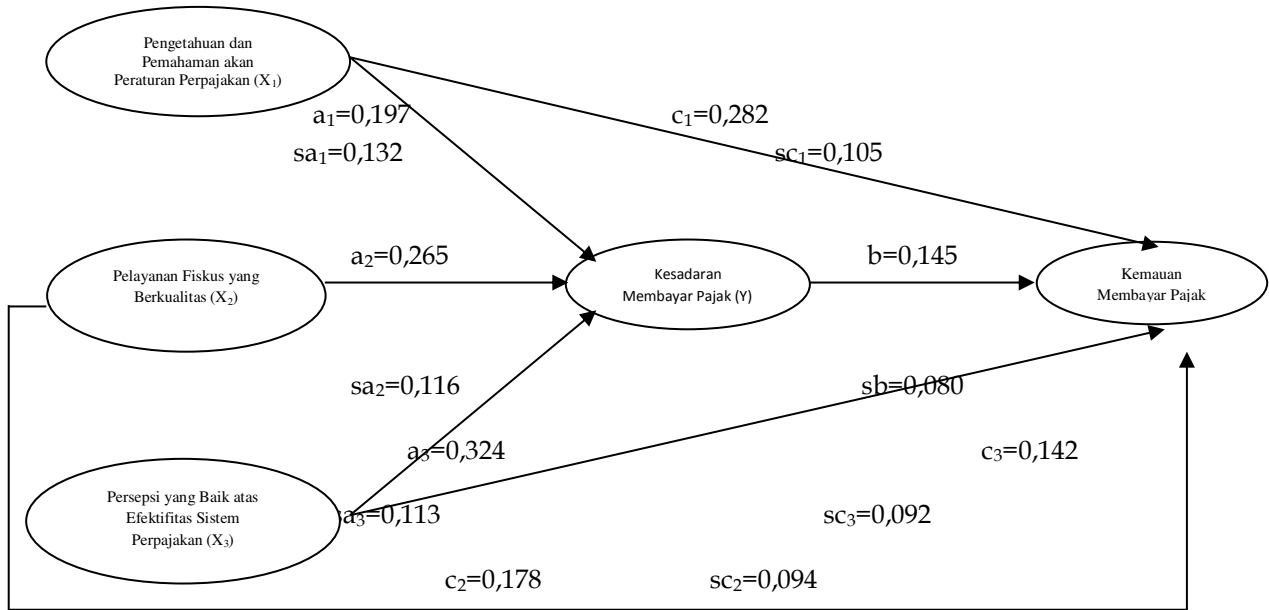 Pengetahuan dan
Pemahaman akan
Peraturan Perpajakan (X₁)
a₁=0,197
c₁=0,282
sa₁=0,132
sc₁=0,105
Pelayanan Fiskus yang
Berkualitas (X₂)
a₂=0,265
Kesadaran
Membayar Pajak (Y)
b=0,145
Kemauan
Membayar Pajak
sa₂=0,116
sb=0,080
a₃=0,324
c₃=0,142
Persepsi yang Baik atas
Efektifitas Sistem
Perpajakan (X₃)
sa₃=0,113
sc₃=0,092
c₂=0,178
sc₂=0,094